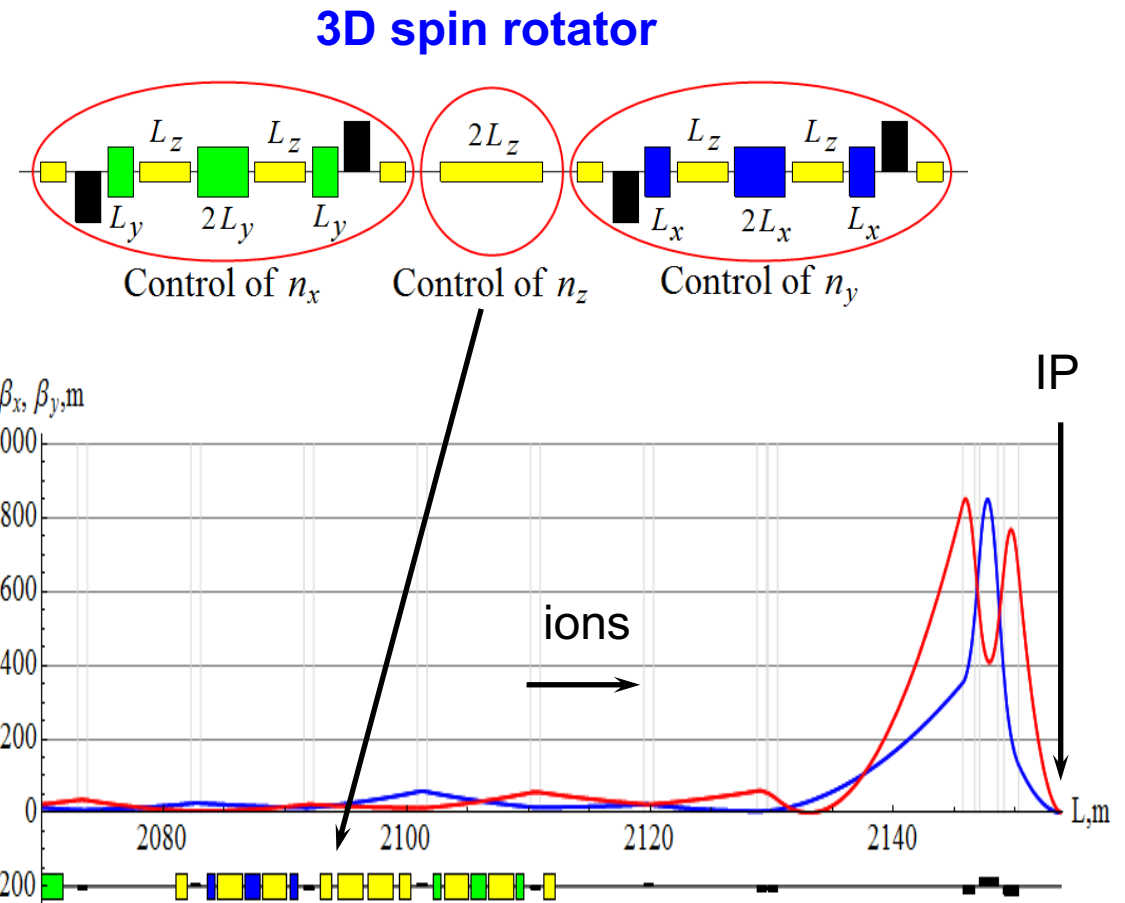 3D spin rotator
L_z L_z 2L_z L_z L_z
L_y 2L_y L_y L_x 2L_x L_x
Control of n_x Control of n_z Control of n_y
IP
β_x, β_y,m
000
800
600
ions
400
200
0 L,m
2080 2100 2120 2140
200